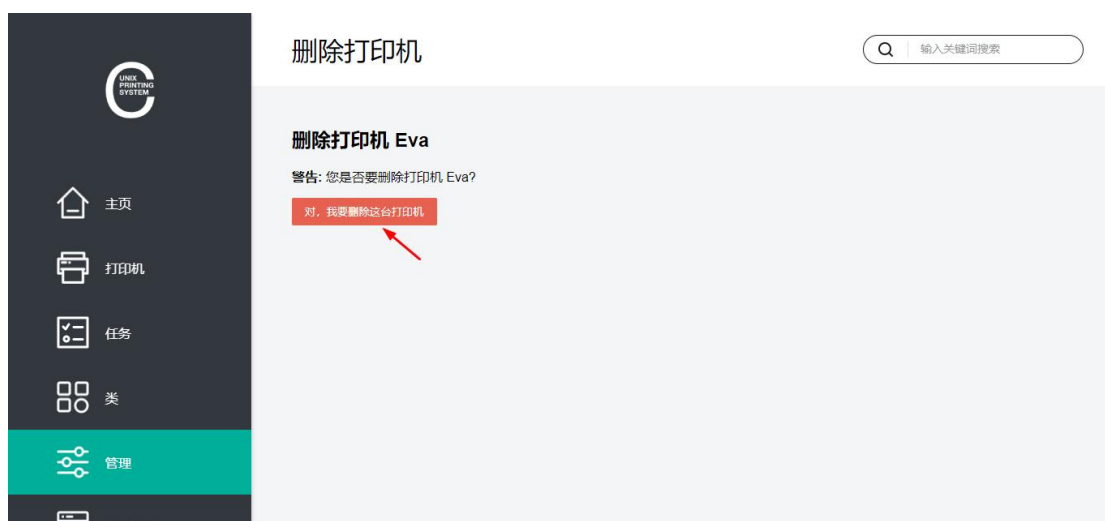 UNIX
PRINTING
SYSTEM
删除打印机
输入关键词搜索
删除打印机 Eva
警告: 您是否要删除打印机 Eva?
对，我要删除这台打印机
主页
打印机
任务
类
管理